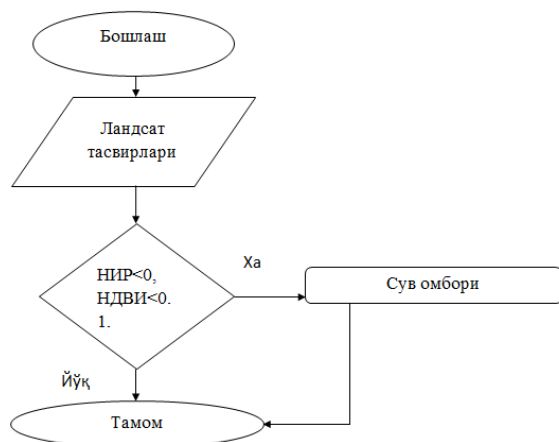 Бошлаш
Ландсат
тасвирлари
НИР<0,
НДВИ<0.
1.
Ха
Сув омбори
Йўқ
Тамом